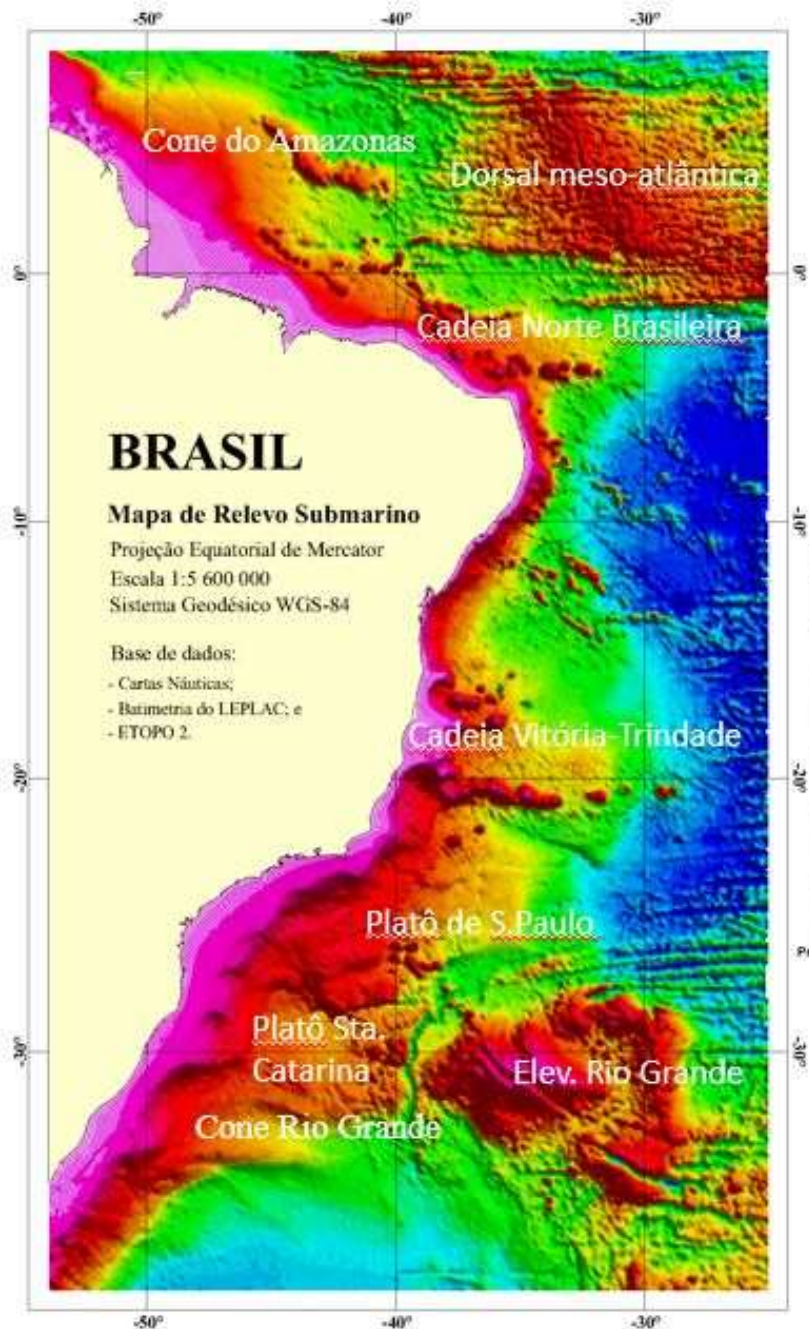 -50°
-40°
-30°
Cone do Amazonas
Dorsal meso-atlântica
0°
0°
Cadeia Norte Brasileira
BRASIL
Mapa de Relevo Submarino
-10°
-10°
Projeção Equatorial de Mercator
Escala 1:5 600 000
Sistema Geodésico WGS-84
Base de dados:
- Cartas Náuticas;
- Batimetria do LEPLAC; e
- ETOPO 2.
Cadeia Vitória-Trindade
-20°
-20°
Platô de S.Paulo
Platô Sta.
Catarina
-30°
-30°
Elev. Rio Grande
Cone Rio Grande
-50°
-40°
-30°